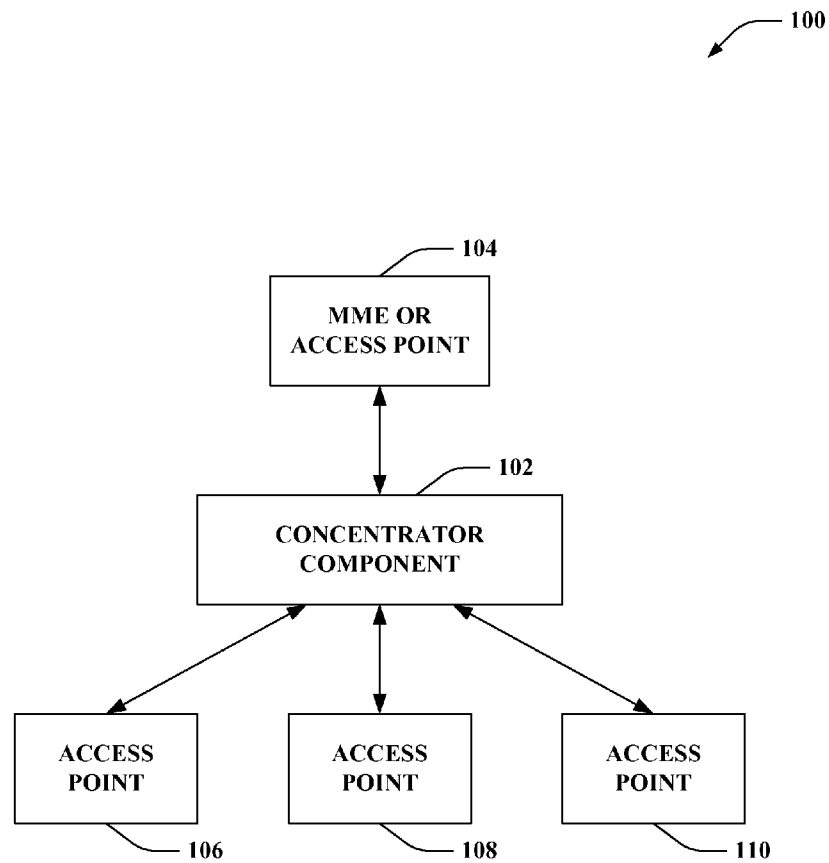 100
104
MME OR
ACCESS POINT
102
CONCENTRATOR
COMPONENT
ACCESS
POINT
ACCESS
POINT
ACCESS
POINT
106
108
110